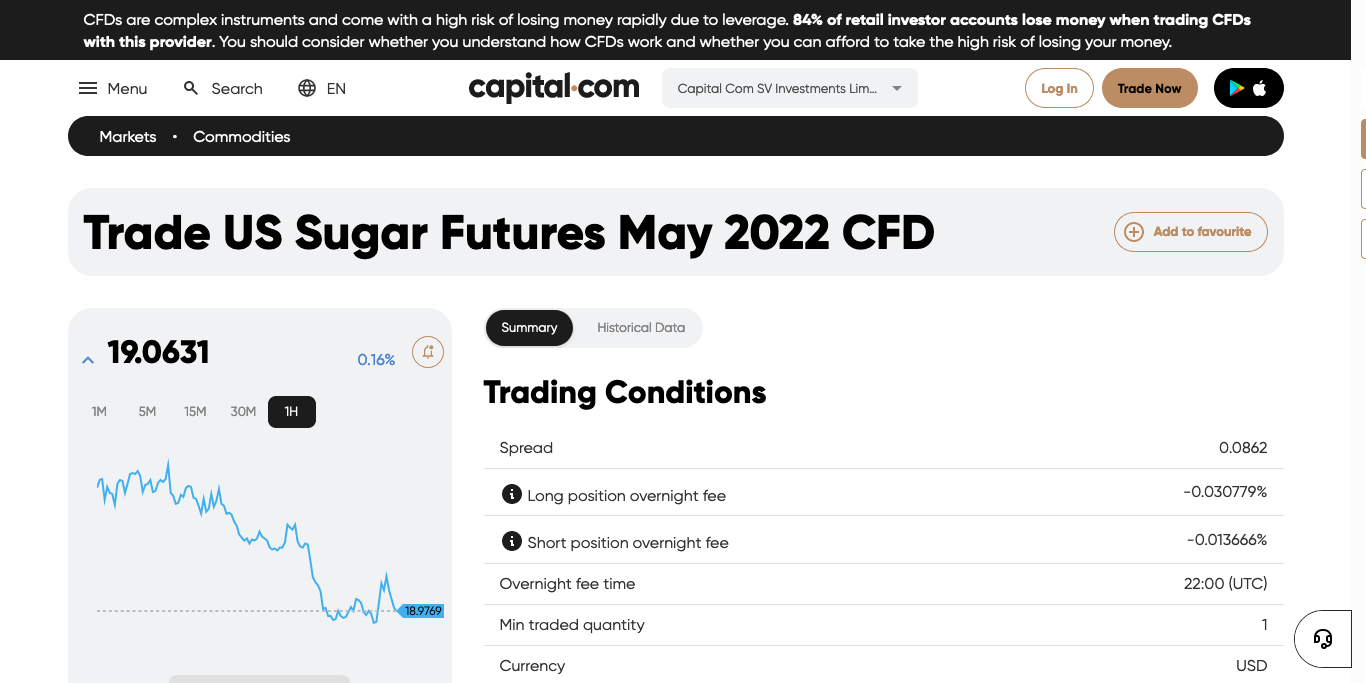 CFDs are complex instruments and come with a high risk of losing money rapidly due to leverage. 84% of retail investor accounts lose money when trading CFDs
with this provider. You should consider whether you understand how CFDs work and whether you can afford to take the high risk of losing your money.
Menu Search EN capital.com Capital Com SV Investments Lim... Log In Trade Now
Markets • Commodities
Trade US Sugar Futures May 2022 CFD
Add to favourite
19.0631 0.16%
1M 5M 15M 30M 1H
18.9769
Summary Historical Data
Trading Conditions
Spread 0.0862
Long position overnight fee -0.030779%
Short position overnight fee -0.013666%
Overnight fee time 22:00 (UTC)
Min traded quantity 1
Currency USD